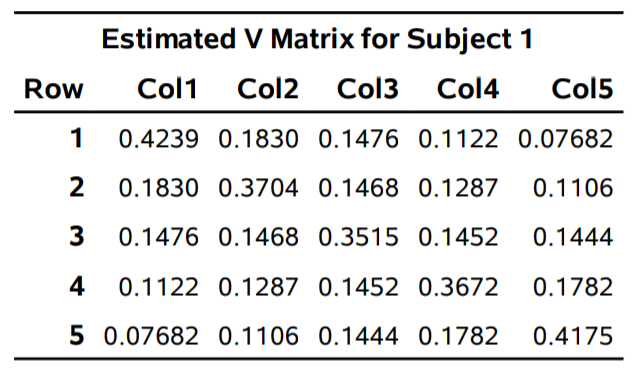 Estimated V Matrix for Subject 1
Row Col1 Col2 Col3 Col4 Col5
1 0.4239 0.1830 0.1476 0.1122 0.07682
2 0.1830 0.3704 0.1468 0.1287 0.1106
3 0.1476 0.1468 0.3515 0.1452 0.1444
4 0.1122 0.1287 0.1452 0.3672 0.1782
5 0.07682 0.1106 0.1444 0.1782 0.4175